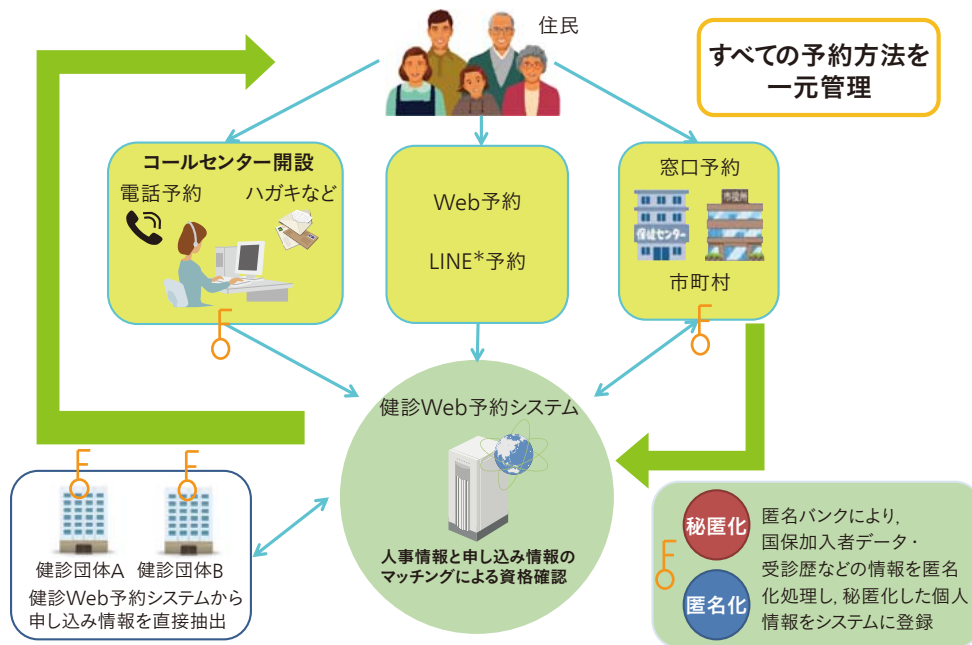 住民
すべての予約方法を
一元管理
コールセンター開設
電話予約
ハガキなど
Web予約
LINE*予約
窓口予約
保健センター
市役所
市町村
健診Web予約システム
人事情報と申し込み情報の
マッチングによる資格確認
健診団体A
健診団体B
健診Web予約システムから
申し込み情報を直接抽出
秘匿化
匿名化
匿名バンクにより,
国保加入者データ・
受診歴などの情報を匿名
化処理し,秘匿化した個人
情報をシステムに登録